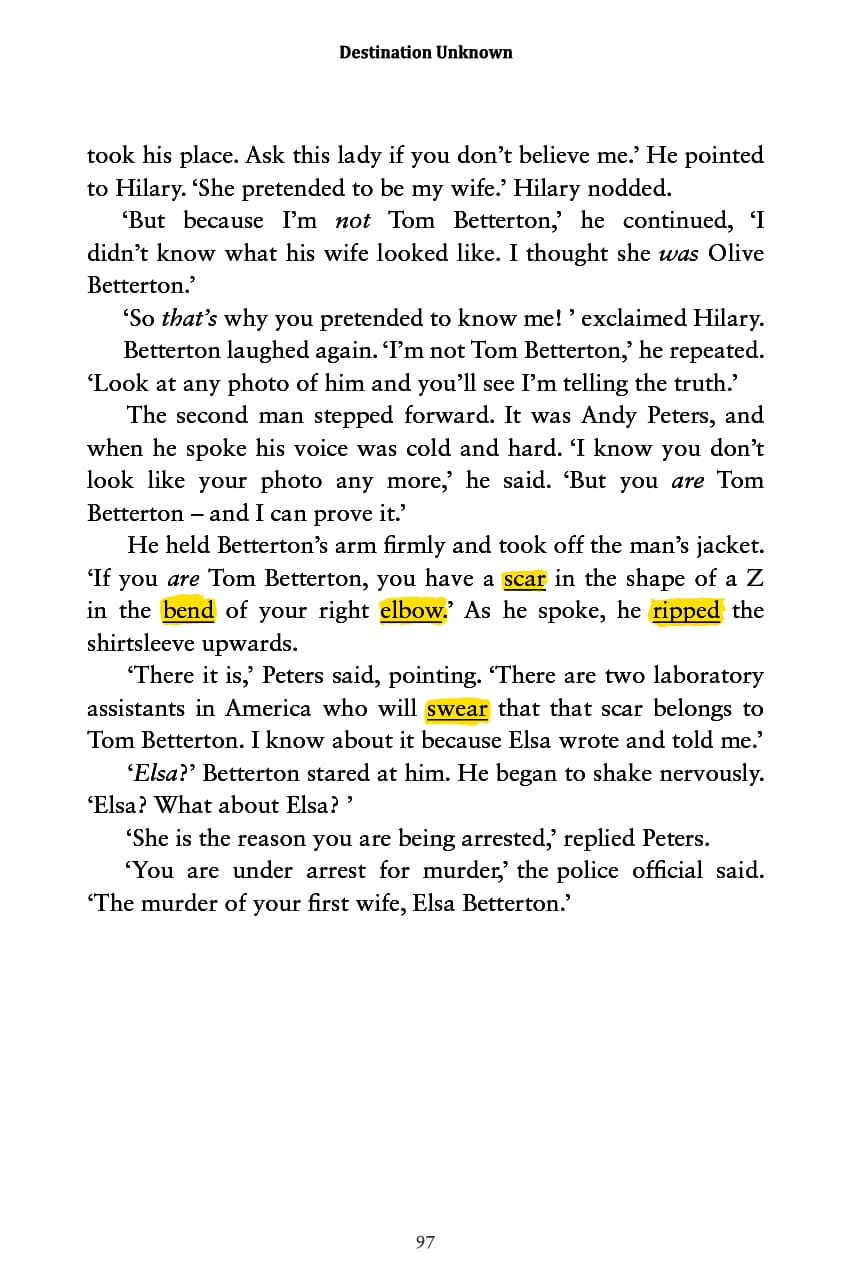 Destination Unknown
took his place. Ask this lady if you don’t believe me.’ He pointed
to Hilary. ‘She pretended to be my wife.’ Hilary nodded.
‘But because I’m not Tom Betterton,’ he continued, ‘I
didn’t know what his wife looked like. I thought she was Olive
Betterton.’
‘So that’s why you pretended to know me! ’ exclaimed Hilary.
Betterton laughed again. ‘I’m not Tom Betterton,’ he repeated.
‘Look at any photo of him and you’ll see I’m telling the truth.’
The second man stepped forward. It was Andy Peters, and
when he spoke his voice was cold and hard. ‘I know you don’t
look like your photo any more,’ he said. ‘But you are Tom
Betterton – and I can prove it.’
He held Betterton’s arm firmly and took off the man’s jacket.
‘If you are Tom Betterton, you have a scar in the shape of a Z
in the bend of your right elbow.’ As he spoke, he ripped the
shirtsleeve upwards.
‘There it is,’ Peters said, pointing. ‘There are two laboratory
assistants in America who will swear that that scar belongs to
Tom Betterton. I know about it because Elsa wrote and told me.’
‘Elsa?’ Betterton stared at him. He began to shake nervously.
‘Elsa? What about Elsa? ’
‘She is the reason you are being arrested,’ replied Peters.
‘You are under arrest for murder,’ the police official said.
‘The murder of your first wife, Elsa Betterton.’
97